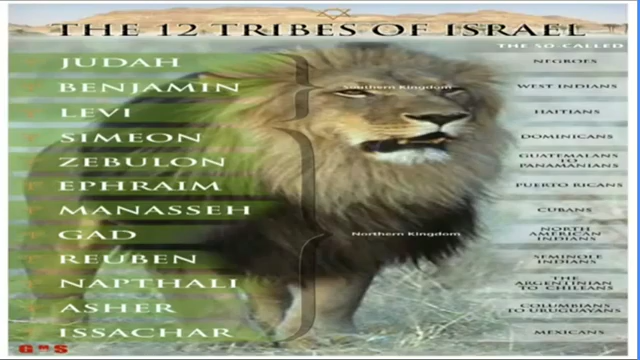 THE 12 TRIBES OF ISRAEL
THE SO-CALLED
JUDAH
NEGROES
BENJAMIN
Southern Kingdom
WEST INDIANS
LEVI
HAITIANS
SIMEON
DOMINICANS
ZEBULON
GUATEMALANS
TO
PANAMANIANS
EPHRAIM
PUERTO RICANS
MANASSEH
CUBANS
GAD
Northern Kingdom
NORTH
AMERICAN
INDIANS
REUBEN
SEMINOLE
INDIANS
NAPTHALI
THE
ARGENTINIAN
TO CHILEANS
ASHER
COLUMBIANS
TO URUGUAYANS
ISSACHAR
MEXICANS
GMS